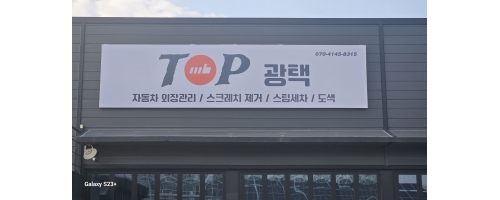 070-4145-8315
TOP 광택
자동차 외장관리 / 스크래치 제거 / 스팀세차 / 도색
Galaxy S23+